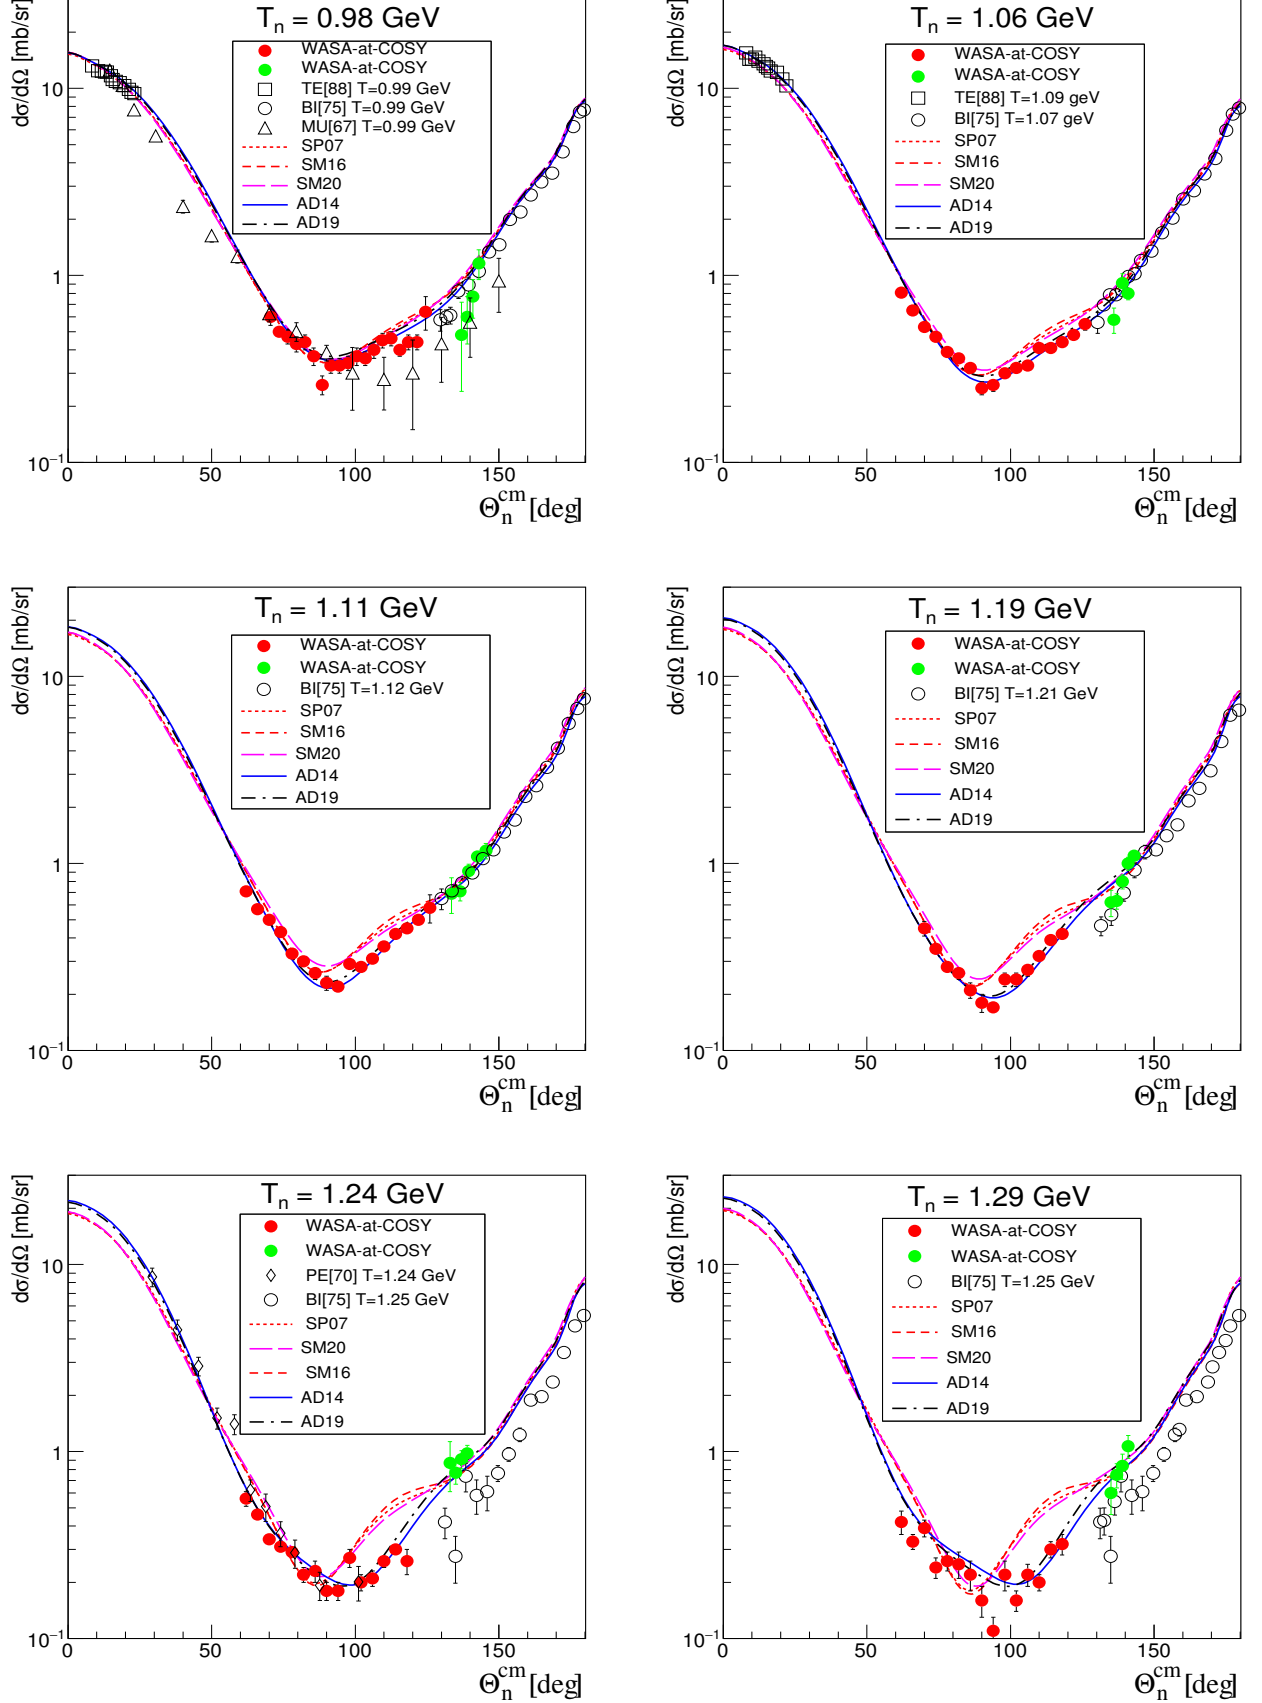 dσ/dΩ [mb/sr]
T_n = 0.98 GeV
WASA-at-COSY
WASA-at-COSY
TE[88] T=0.99 GeV
BI[75] T=0.99 GeV
MU[67] T=0.99 GeV
SP07
SM16
SM20
AD14
AD19
10
1
10⁻¹
0 50 100 150
Θ_n^cm [deg]
dσ/dΩ [mb/sr]
T_n = 1.06 GeV
WASA-at-COSY
WASA-at-COSY
TE[88] T=1.09 geV
BI[75] T=1.07 geV
SP07
SM16
SM20
AD14
AD19
10
1
10⁻¹
0 50 100 150
Θ_n^cm [deg]
dσ/dΩ [mb/sr]
T_n = 1.11 GeV
WASA-at-COSY
WASA-at-COSY
BI[75] T=1.12 GeV
SP07
SM16
SM20
AD14
AD19
10
1
10⁻¹
0 50 100 150
Θ_n^cm [deg]
dσ/dΩ [mb/sr]
T_n = 1.19 GeV
WASA-at-COSY
WASA-at-COSY
BI[75] T=1.21 GeV
SP07
SM16
SM20
AD14
AD19
10
1
10⁻¹
0 50 100 150
Θ_n^cm [deg]
dσ/dΩ [mb/sr]
T_n = 1.24 GeV
WASA-at-COSY
WASA-at-COSY
PE[70] T=1.24 GeV
BI[75] T=1.25 GeV
SP07
SM20
SM16
AD14
AD19
10
1
10⁻¹
0 50 100 150
Θ_n^cm [deg]
dσ/dΩ [mb/sr]
T_n = 1.29 GeV
WASA-at-COSY
WASA-at-COSY
BI[75] T=1.25 GeV
SP07
SM16
SM20
AD14
AD19
10
1
10⁻¹
0 50 100 150
Θ_n^cm [deg]